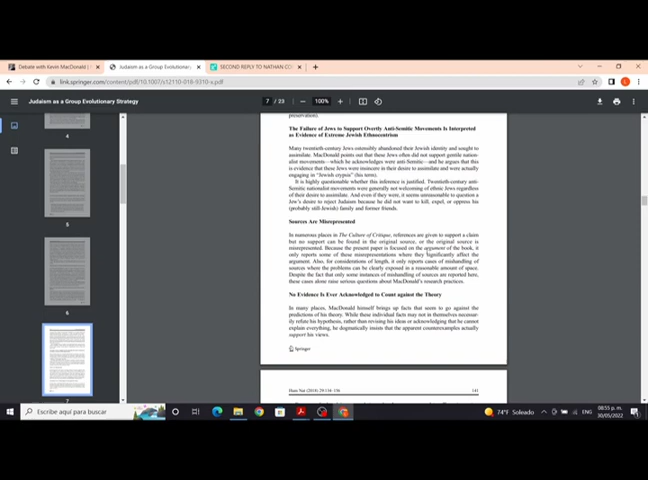 Debate with Kevin MacDonald |
Judaism as a Group Evolutionary
SECOND REPLY TO NATHAN CO
link.springer.com/content/pdf/10.1007/s12110-018-9310-x.pdf
Judaism as a Group Evolutionary Strategy
7 / 23
100%
4
5
6
7
preservation).
The Failure of Jews to Support Overtly Anti-Semitic Movements Is Interpreted
as Evidence of Extreme Jewish Ethnocentrism
Many twentieth-century Jews ostensibly abandoned their Jewish identity and sought to
assimilate. MacDonald points out that these Jews often did not support gentile nation-
alist movements—which he acknowledges were anti-Semitic—and he argues that this
is evidence that these Jews were insincere in their desire to assimilate and were actually
engaging in "Jewish crypsis" (his term).
It is highly questionable whether this inference is justified. Twentieth-century anti-
Semitic nationalist movements were generally not welcoming of ethnic Jews regardless
of their desire to assimilate. And even if they were, it seems unreasonable to question a
Jew's desire to reject Judaism because he did not want to kill, expel, or oppress his
(probably still-Jewish) family and former friends.
Sources Are Misrepresented
In numerous places in The Culture of Critique, references are given to support a claim
but no support can be found in the original source, or the original source is
misrepresented. Because the present paper is focused on the argument of the book, it
only reports some of these misrepresentations where they significantly affect the
argument. Also, for considerations of length, it only reports cases of mishandling of
sources where the problems can be clearly exposed in a reasonable amount of space.
Despite the fact that only some instances of mishandling of sources are reported here,
these cases alone raise serious questions about MacDonald's research practices.
No Evidence Is Ever Acknowledged to Count against the Theory
In many places, MacDonald himself brings up facts that seem to go against the
predictions of his theory. While these individual facts may not in themselves necessar-
ily refute his hypothesis, rather than revising his ideas or acknowledging that he cannot
explain everything, he dogmatically insists that the apparent counterexamples actually
support his views.
Springer
Hum Nat (2018) 29:134–156
141
Escribe aquí para buscar
74°F Soleado
ENG
08:55 p. m.
30/05/2022